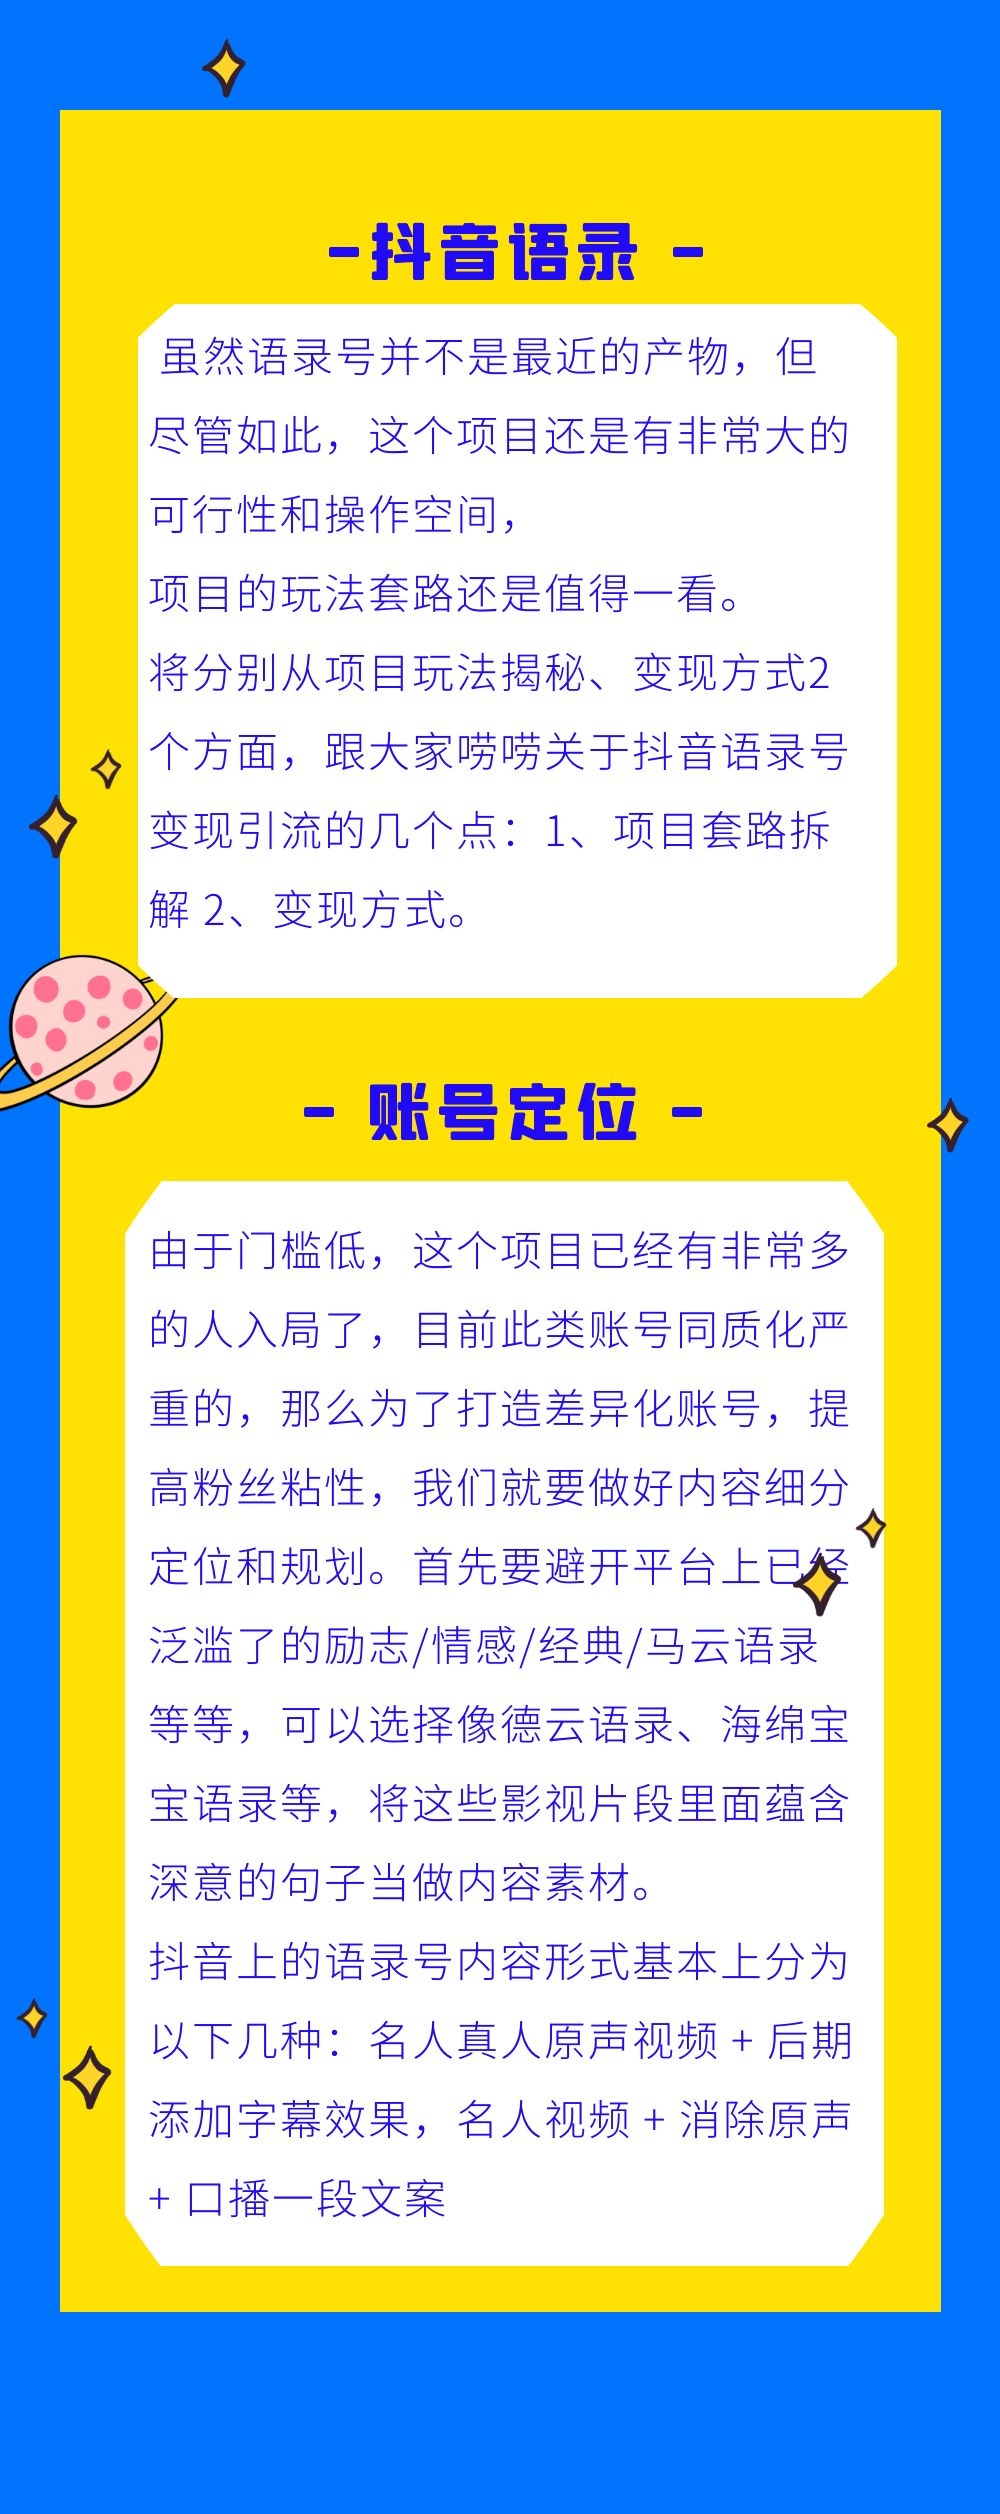 -抖音语录 -
虽然语录号并不是最近的产物，但
尽管如此，这个项目还是有非常大的
可行性和操作空间，
项目的玩法套路还是值得一看。
将分别从项目玩法揭秘、变现方式2
个方面，跟大家唠唠关于抖音语录号
变现引流的几个点：1、项目套路拆
解 2、变现方式。
- 账号定位 -
由于门槛低，这个项目已经有非常多
的人入局了，目前此类账号同质化严
重的，那么为了打造差异化账号，提
高粉丝粘性，我们就要做好内容细分
定位和规划。首先要避开平台上已经
泛滥了的励志/情感/经典/马云语录
等等，可以选择像德云语录、海绵宝
宝语录等，将这些影视片段里面蕴含
深意的句子当做内容素材。
抖音上的语录号内容形式基本上分为
以下几种：名人真人原声视频 + 后期
添加字幕效果，名人视频 + 消除原声
+ 口播一段文案